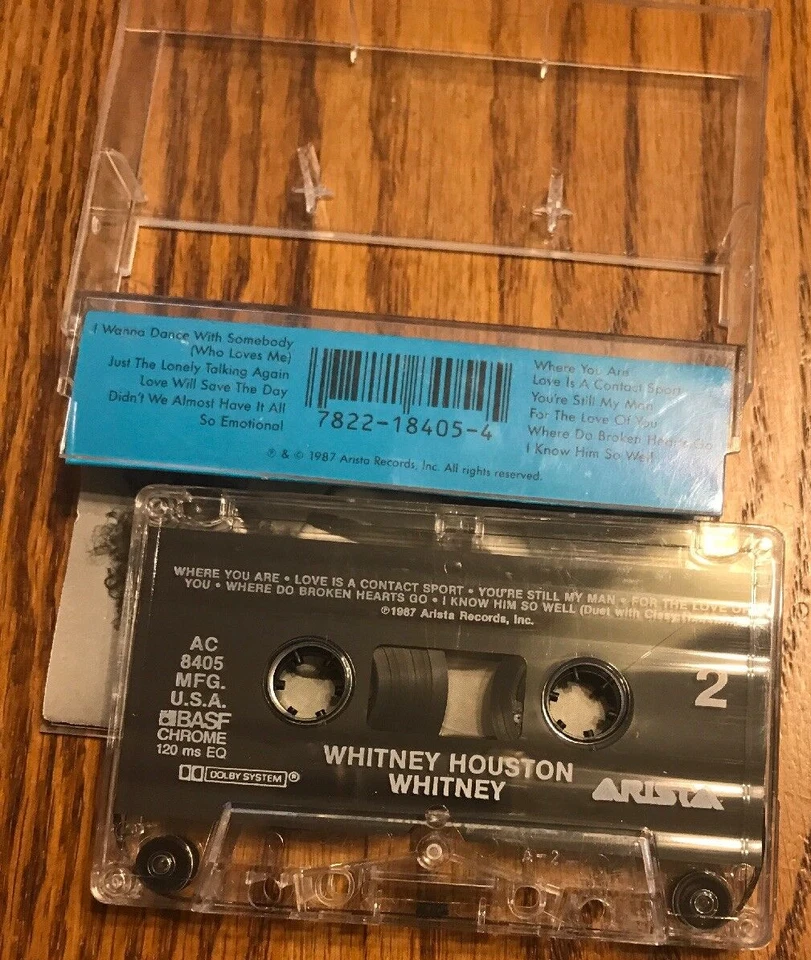 I Wanna Dance With Somebody
(Who Loves Me)
Just The Lonely Talking Again
Love Will Save The Day
Didn't We Almost Have It All
So Emotional
7822-18405-4
Where You Are
Love Is A Contact Sport
You're Still My Man
For The Love Of You
Where Do Broken Hearts Go
I Know Him So Well
℗ & © 1987 Arista Records, Inc. All rights reserved.
WHERE YOU ARE • LOVE IS A CONTACT SPORT • YOU'RE STILL MY MAN • FOR THE LOVE OF
YOU • WHERE DO BROKEN HEARTS GO • I KNOW HIM SO WELL (Duet with Cissy Houston)
℗1987 Arista Records, Inc.
AC
8405
MFG.
U.S.A.
BASF
CHROME
120 ms EQ
DOLBY SYSTEM®
2
WHITNEY HOUSTON
WHITNEY
ARISTA
A-2